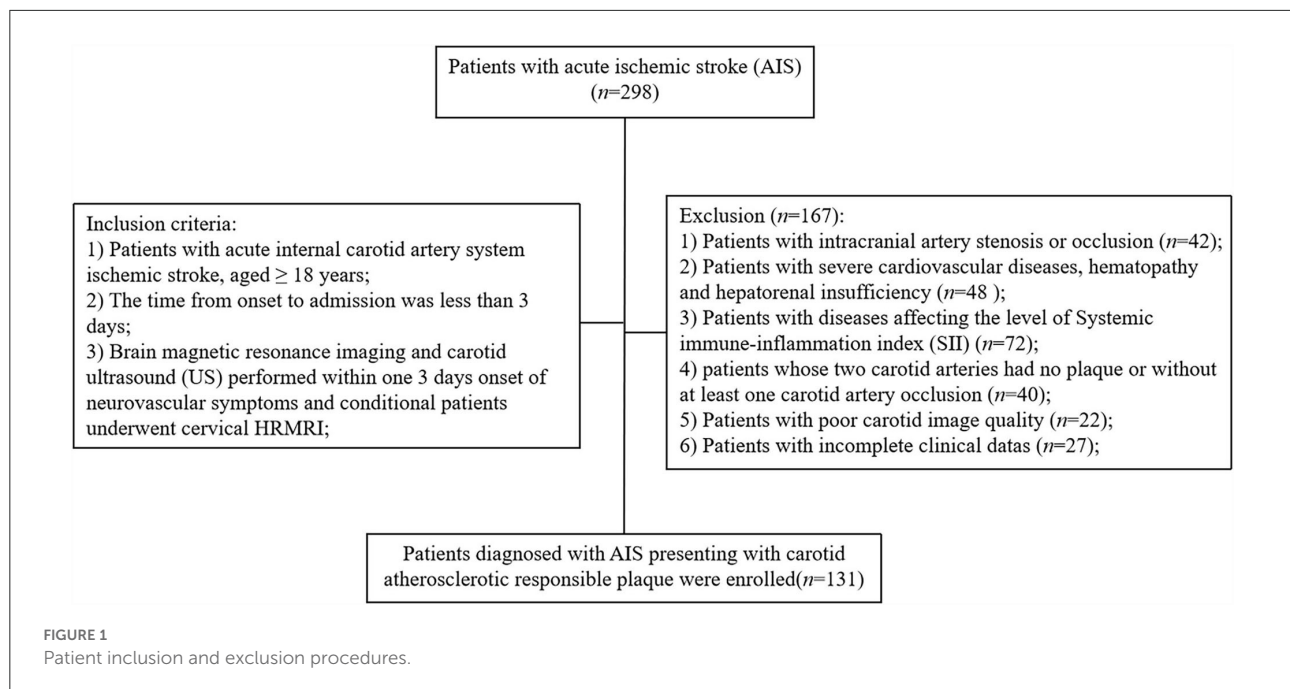 Patients with acute ischemic stroke (AIS)
(n=298)
Inclusion criteria:
1) Patients with acute internal carotid artery system
ischemic stroke, aged ≥ 18 years;
2) The time from onset to admission was less than 3
days;
3) Brain magnetic resonance imaging and carotid
ultrasound (US) performed within one 3 days onset of
neurovascular symptoms and conditional patients
underwent cervical HRMRI;
Exclusion (n=167):
1) Patients with intracranial artery stenosis or occlusion (n=42);
2) Patients with severe cardiovascular diseases, hematopathy
and hepatorenal insufficiency (n=48 );
3) Patients with diseases affecting the level of Systemic
immune-inflammation index (SII) (n=72);
4) patients whose two carotid arteries had no plaque or without
at least one carotid artery occlusion (n=40);
5) Patients with poor carotid image quality (n=22);
6) Patients with incomplete clinical datas (n=27);
Patients diagnosed with AIS presenting with carotid
atherosclerotic responsible plaque were enrolled(n=131)
FIGURE 1
Patient inclusion and exclusion procedures.